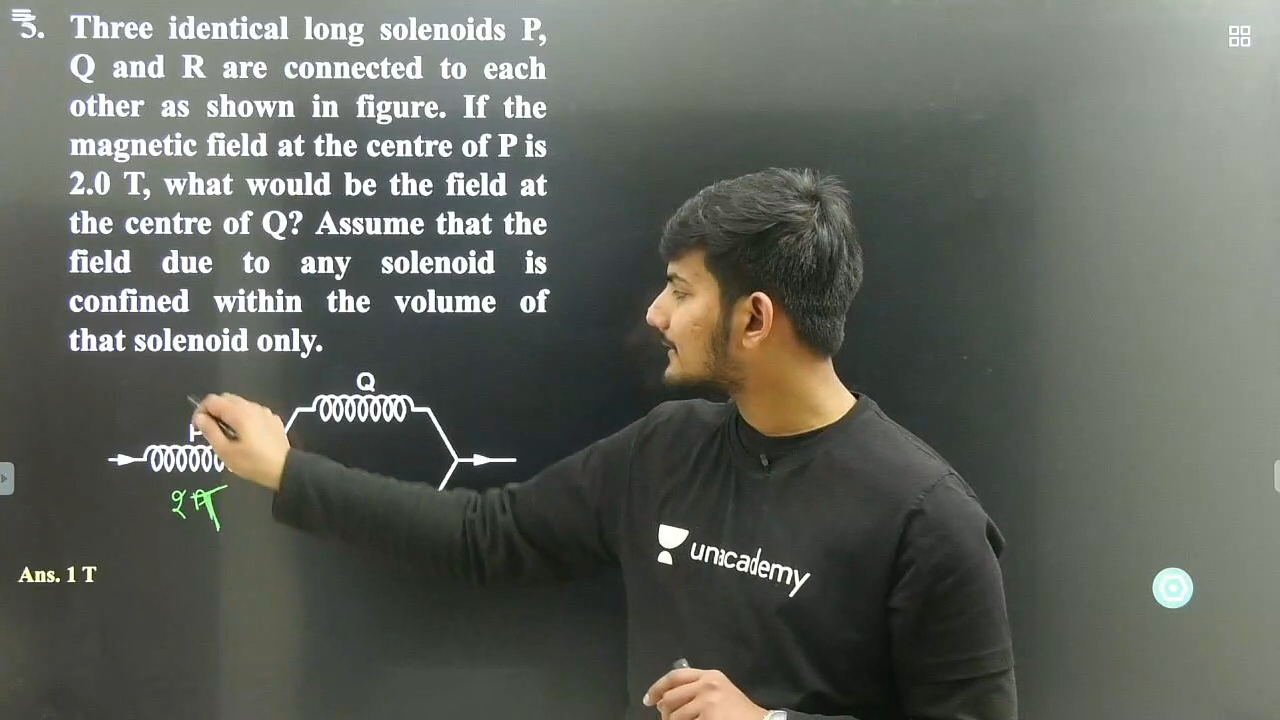 5. Three identical long solenoids P,
Q and R are connected to each
other as shown in figure. If the
magnetic field at the centre of P is
2.0 T, what would be the field at
the centre of Q? Assume that the
field due to any solenoid is
confined within the volume of
that solenoid only.
Q
P
2 T
Ans. 1 T
unacademy